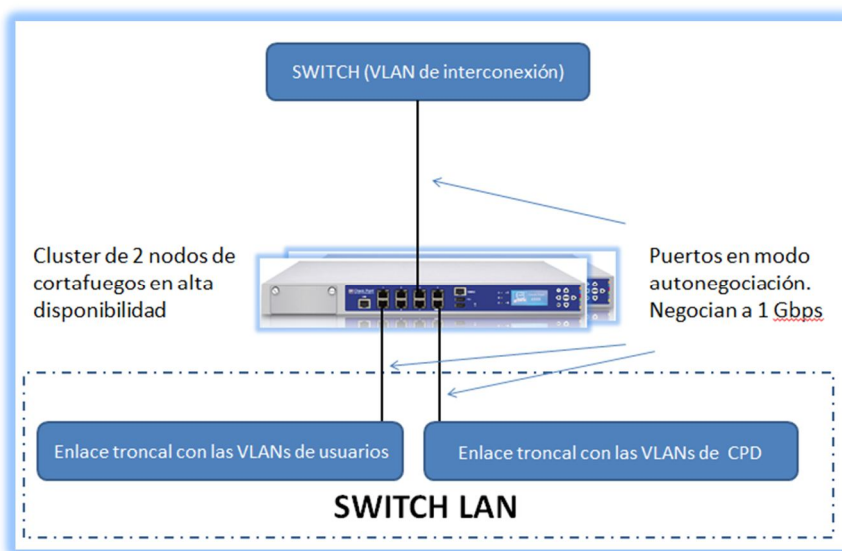 SWITCH (VLAN de interconexión)
Cluster de 2 nodos de
cortafuegos en alta
disponibilidad
Puertos en modo
autonegociación.
Negocian a 1 Gbps
Enlace troncal con las VLANs de usuarios
Enlace troncal con las VLANs de CPD
SWITCH LAN